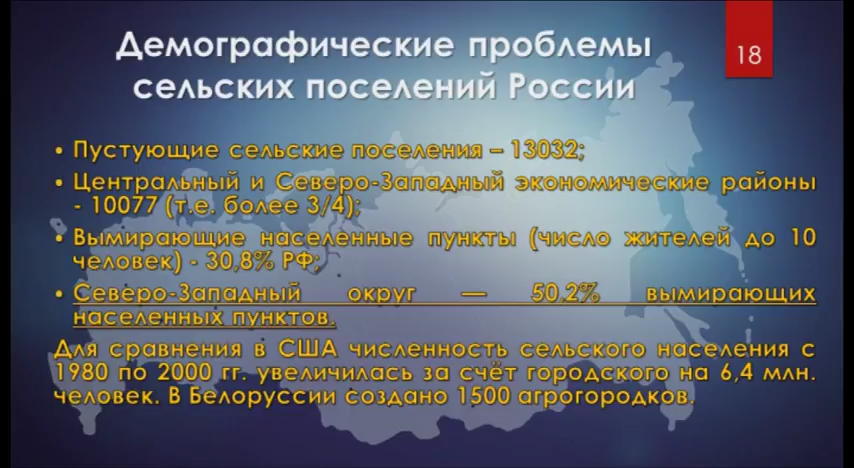 Демографические проблемы
18
сельских поселений России
• Пустующие сельские поселения – 13032;
• Центральный и Северо-Западный экономические районы
- 10077 (т.е. более 3/4);
• Вымирающие населенные пункты (число жителей до 10
человек) - 30,8% РФ;
• Северо-Западный округ — 50,2% вымирающих
населенных пунктов.
Для сравнения в США численность сельского населения с
1980 по 2000 гг. увеличилась за счёт городского на 6,4 млн.
человек. В Белоруссии создано 1500 агрогородков.